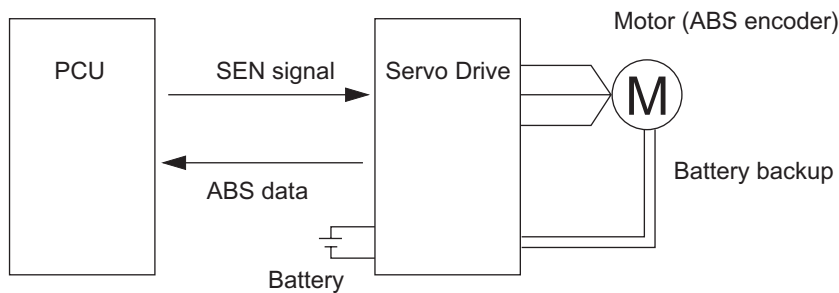 Motor (ABS encoder)
PCU
SEN signal
Servo Drive
M
ABS data
Battery backup
Battery